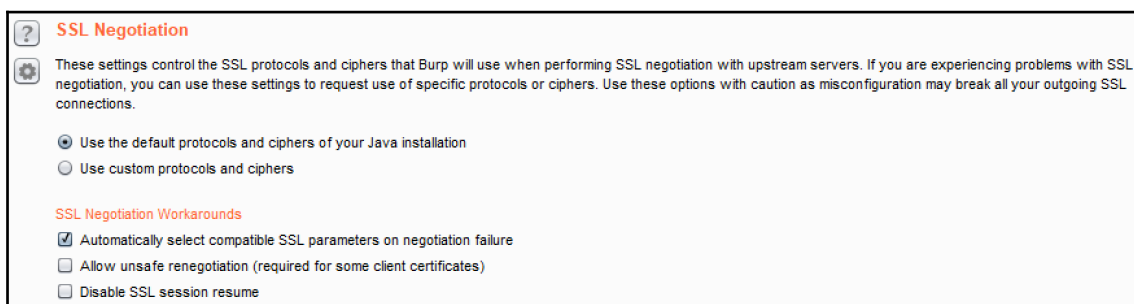 SSL Negotiation
These settings control the SSL protocols and ciphers that Burp will use when performing SSL negotiation with upstream servers. If you are experiencing problems with SSL
negotiation, you can use these settings to request use of specific protocols or ciphers. Use these options with caution as misconfiguration may break all your outgoing SSL
connections.
Use the default protocols and ciphers of your Java installation
Use custom protocols and ciphers
SSL Negotiation Workarounds
Automatically select compatible SSL parameters on negotiation failure
Allow unsafe renegotiation (required for some client certificates)
Disable SSL session resume